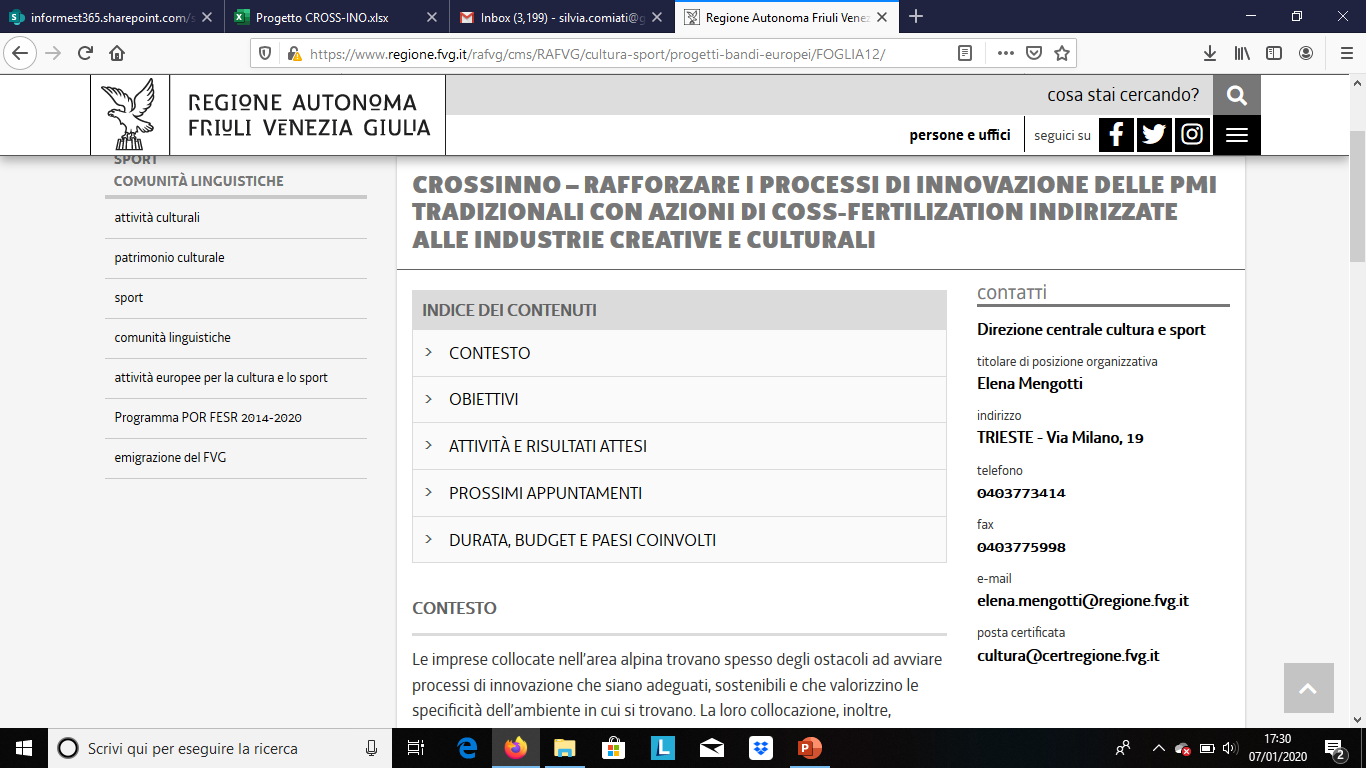 informest365.sharepoint.com/s
Progetto CROSS-INO.xlsx
Inbox (3,199) - silvia.comiati@g
Regione Autonoma Friuli Venez
https://www.regione.fvg.it/rafvg/cms/RAFVG/cultura-sport/progetti-bandi-europei/FOGLIA12/
REGIONE AUTONOMA
FRIULI VENEZIA GIULIA
cosa stai cercando?
persone e uffici
seguici su
SPORT
COMUNITÀ LINGUISTICHE
attività culturali
patrimonio culturale
sport
comunità linguistiche
attività europee per la cultura e lo sport
Programma POR FESR 2014-2020
emigrazione del FVG
CROSSINNO – RAFFORZARE I PROCESSI DI INNOVAZIONE DELLE PMI
TRADIZIONALI CON AZIONI DI COSS-FERTILIZATION INDIRIZZATE
ALLE INDUSTRIE CREATIVE E CULTURALI
INDICE DEI CONTENUTI
CONTESTO
OBIETTIVI
ATTIVITÀ E RISULTATI ATTESI
PROSSIMI APPUNTAMENTI
DURATA, BUDGET E PAESI COINVOLTI
CONTESTO
Le imprese collocate nell'area alpina trovano spesso degli ostacoli ad avviare
processi di innovazione che siano adeguati, sostenibili e che valorizzino le
specificità dell'ambiente in cui si trovano. La loro collocazione, inoltre,
contatti
Direzione centrale cultura e sport
titolare di posizione organizzativa
Elena Mengotti
indirizzo
TRIESTE - Via Milano, 19
telefono
0403773414
fax
0403775998
e-mail
elena.mengotti@regione.fvg.it
posta certificata
cultura@certregione.fvg.it
Scrivi qui per eseguire la ricerca
17:30
07/01/2020
2